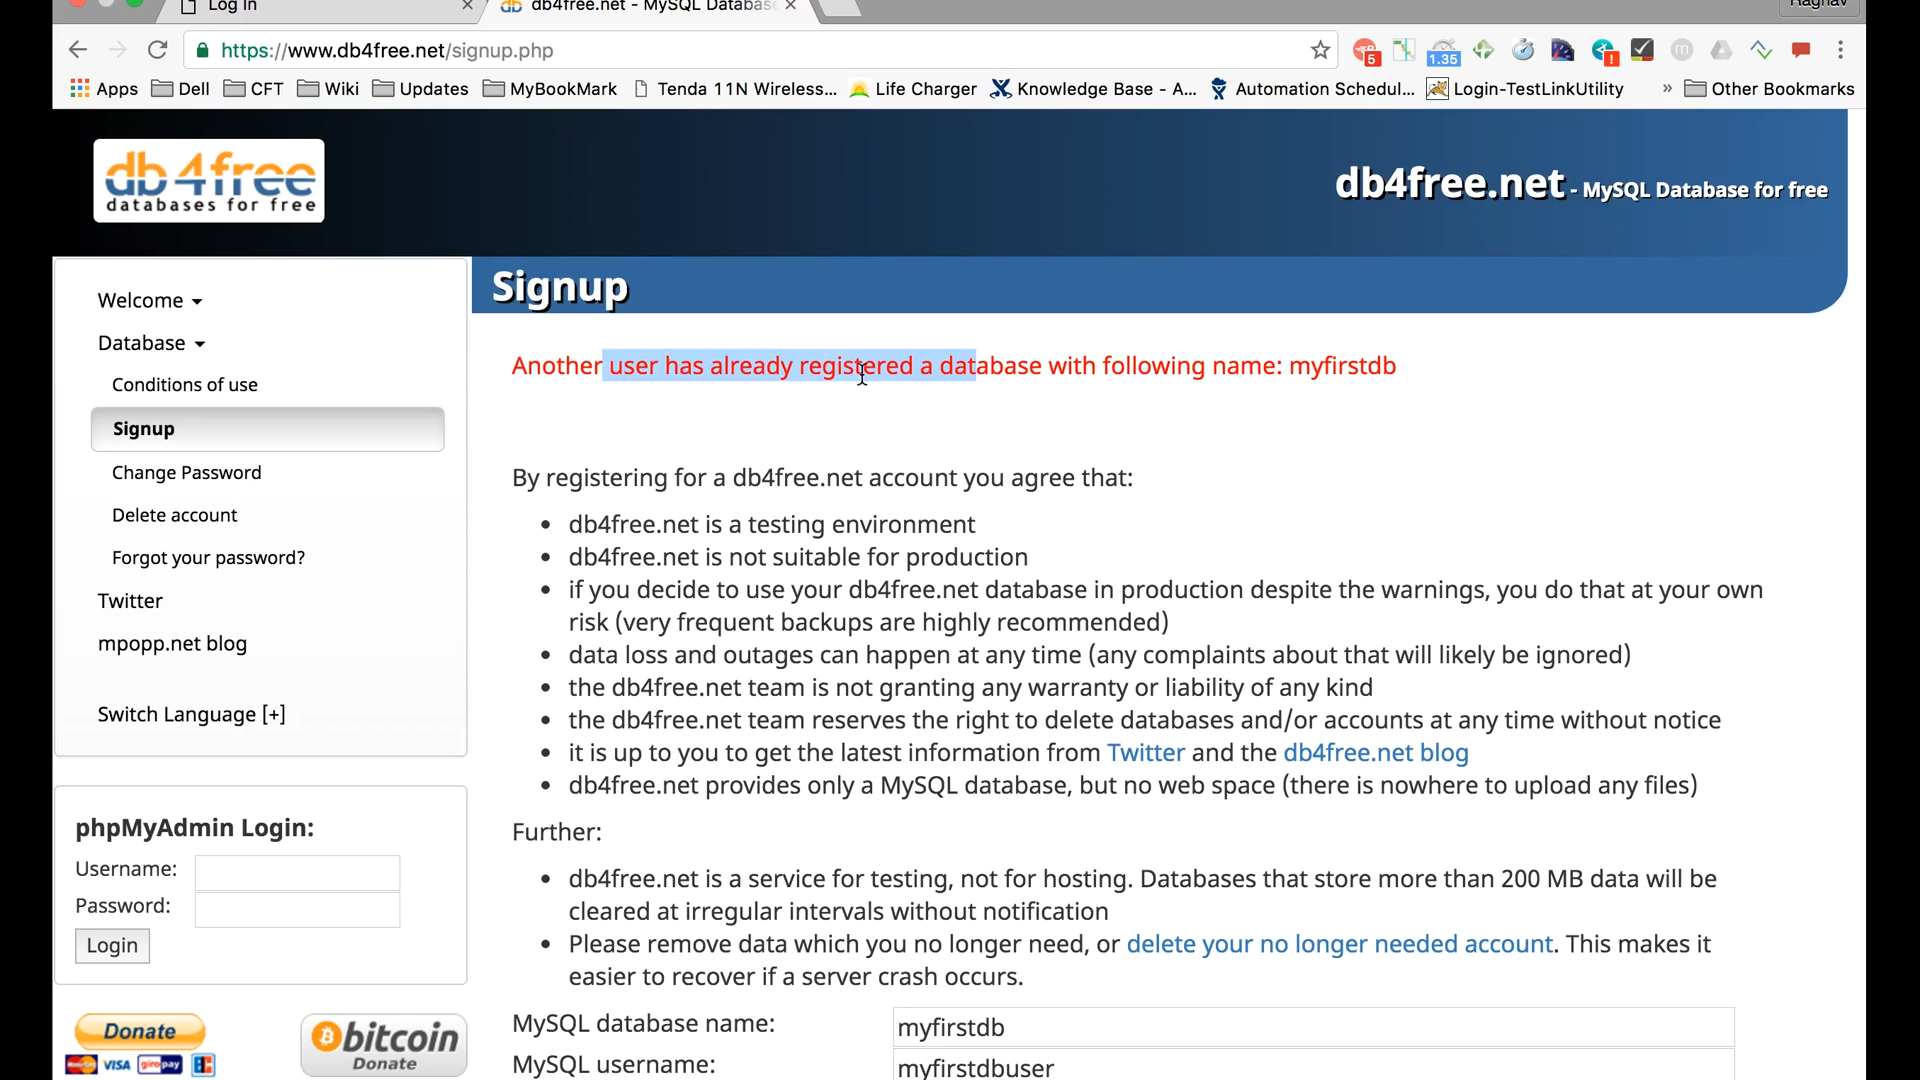 Log In
db4free.net - MySQL Database
Raghav
https://www.db4free.net/signup.php
5
1.35
!
m
Apps Dell CFT Wiki Updates MyBookMark Tenda 11N Wireless... Life Charger Knowledge Base - A... Automation Schedul... Login-TestLinkUtility » Other Bookmarks
db4free
databases for free
db4free.net - MySQL Database for free
Welcome
Database
Conditions of use
Signup
Change Password
Delete account
Forgot your password?
Twitter
mpopp.net blog
Switch Language [+]
phpMyAdmin Login:
Username:
Password:
Login
Donate
VISA giropay
bitcoin
Donate
Signup
Another user has already registered a database with following name: myfirstdb
By registering for a db4free.net account you agree that:
• db4free.net is a testing environment
• db4free.net is not suitable for production
• if you decide to use your db4free.net database in production despite the warnings, you do that at your own
risk (very frequent backups are highly recommended)
• data loss and outages can happen at any time (any complaints about that will likely be ignored)
• the db4free.net team is not granting any warranty or liability of any kind
• the db4free.net team reserves the right to delete databases and/or accounts at any time without notice
• it is up to you to get the latest information from Twitter and the db4free.net blog
• db4free.net provides only a MySQL database, but no web space (there is nowhere to upload any files)
Further:
• db4free.net is a service for testing, not for hosting. Databases that store more than 200 MB data will be
cleared at irregular intervals without notification
• Please remove data which you no longer need, or delete your no longer needed account. This makes it
easier to recover if a server crash occurs.
MySQL database name: myfirstdb
MySQL username: myfirstdbuser